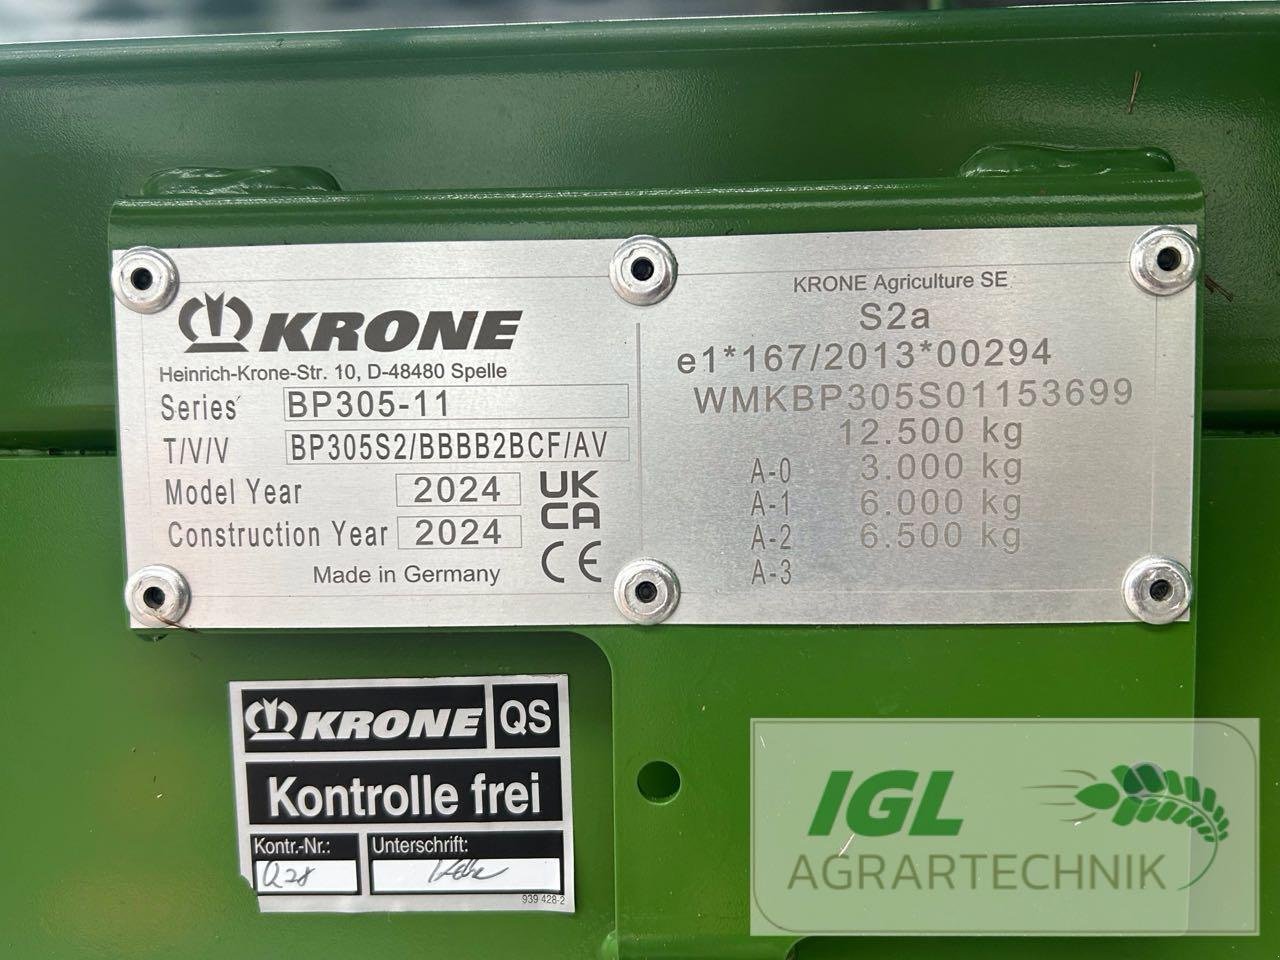 KRONE
Heinrich-Krone-Str. 10, D-48480 Spelle
Series BP305-11
T/V/V BP305S2/BBBB2BCF/AV
Model Year 2024
Construction Year 2024
UK
CA
CE
Made in Germany
KRONE Agriculture SE
S2a
e1*167/2013*00294
WMKBP305S01153699
12.500 kg
A-0 3.000 kg
A-1 6.000 kg
A-2 6.500 kg
A-3
KRONE QS
Kontrolle frei
Kontr.-Nr.: Unterschrift:
Q28
939 428-2
IGL
AGRARTECHNIK